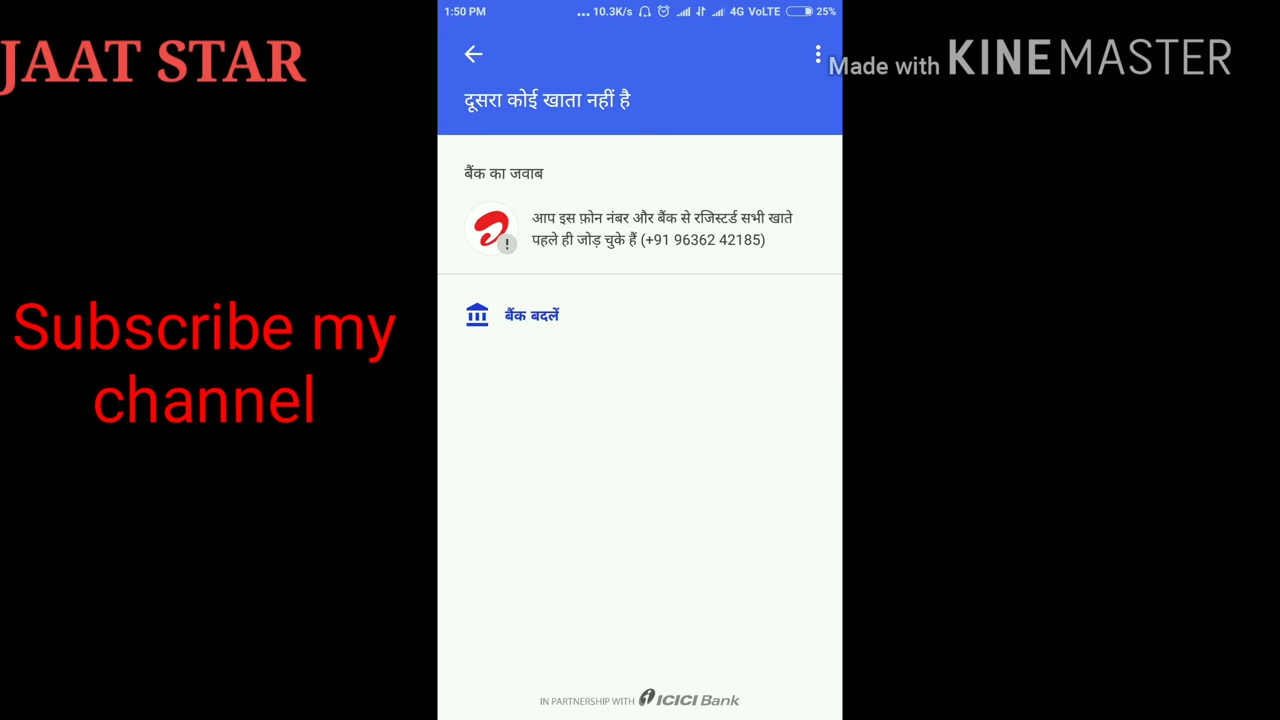 JAAT STAR
1:50 PM
... 10.3K/s 4G VoLTE 25%
Made with KINEMASTER
दूसरा कोई खाता नहीं है
बैंक का जवाब
आप इस फ़ोन नंबर और बैंक से रजिस्टर्ड सभी खाते
पहले ही जोड़ चुके हैं (+91 96362 42185)
!
बैंक बदलें
Subscribe my
channel
IN PARTNERSHIP WITH ICICI Bank